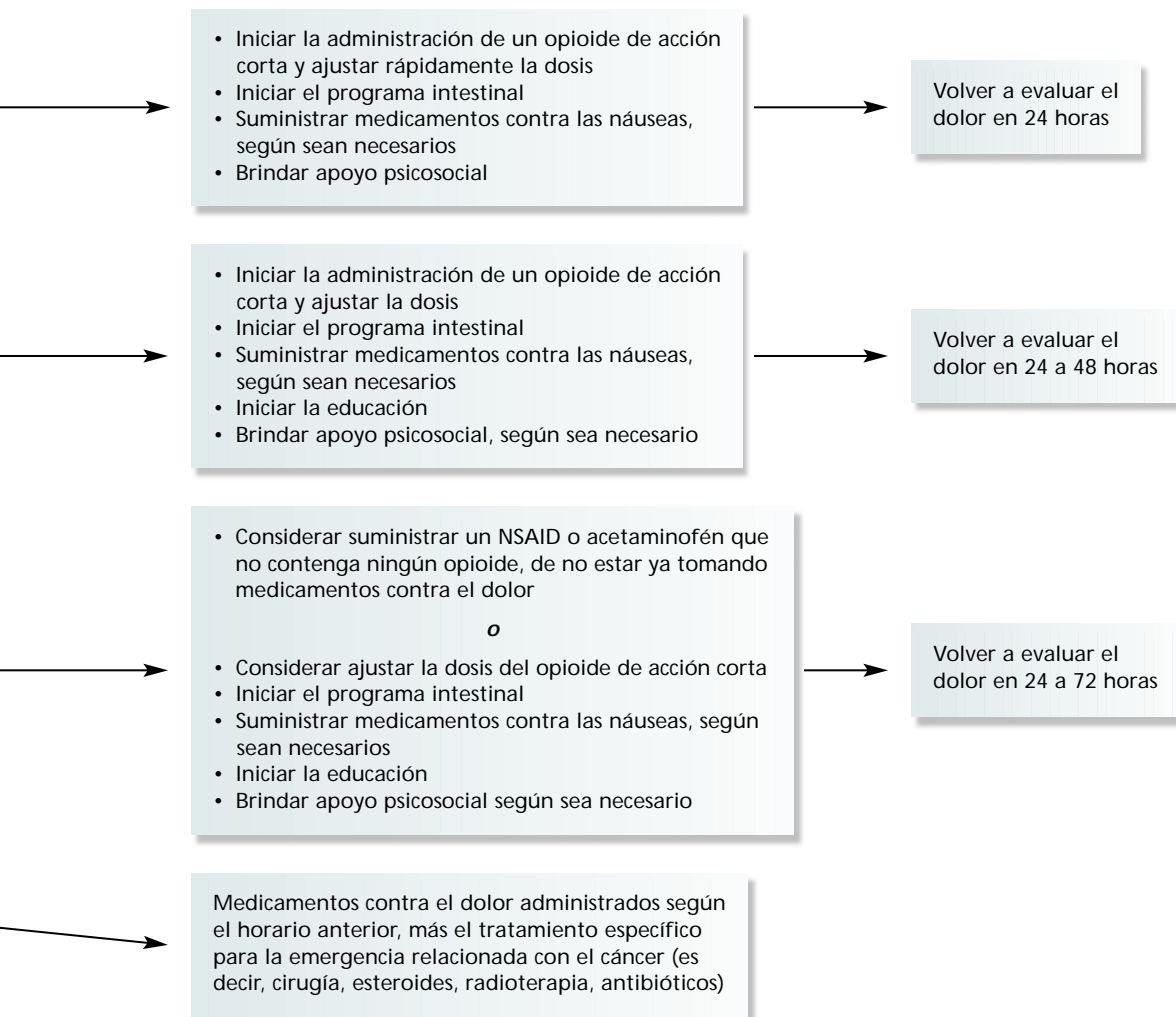 • Iniciar la administración de un opioide de acción
corta y ajustar rápidamente la dosis
• Iniciar el programa intestinal
• Suministrar medicamentos contra las náuseas,
según sean necesarios
• Brindar apoyo psicosocial
Volver a evaluar el
dolor en 24 horas
• Iniciar la administración de un opioide de acción
corta y ajustar la dosis
• Iniciar el programa intestinal
• Suministrar medicamentos contra las náuseas,
según sean necesarios
• Iniciar la educación
• Brindar apoyo psicosocial, según sea necesario
Volver a evaluar el
dolor en 24 a 48 horas
• Considerar suministrar un NSAID o acetaminofén que
no contenga ningún opioide, de no estar ya tomando
medicamentos contra el dolor
o
• Considerar ajustar la dosis del opioide de acción corta
• Iniciar el programa intestinal
• Suministrar medicamentos contra las náuseas, según
sean necesarios
• Iniciar la educación
• Brindar apoyo psicosocial según sea necesario
Volver a evaluar el
dolor en 24 a 72 horas
Medicamentos contra el dolor administrados según
el horario anterior, más el tratamiento específico
para la emergencia relacionada con el cáncer (es
decir, cirugía, esteroides, radioterapia, antibióticos)